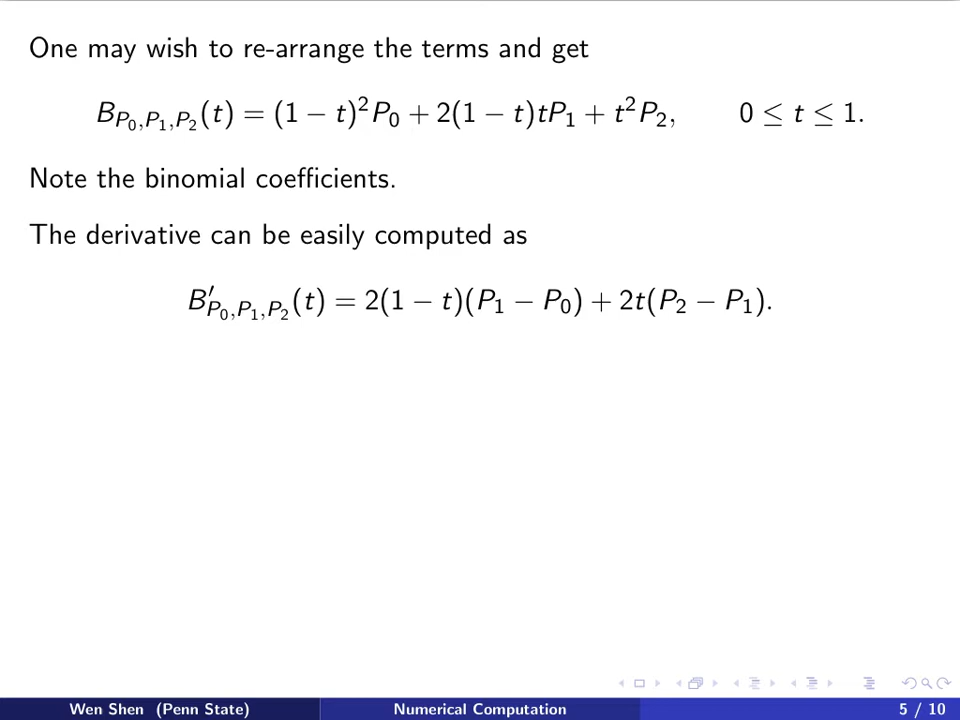 One may wish to re-arrange the terms and get
B_{P_0,P_1,P_2}(t) = (1 − t)^2 P_0 + 2(1 − t)tP_1 + t^2 P_2, 0 ≤ t ≤ 1.
Note the binomial coefficients.
The derivative can be easily computed as
B′_{P_0,P_1,P_2}(t) = 2(1 − t)(P_1 − P_0) + 2t(P_2 − P_1).
Wen Shen (Penn State) Numerical Computation 5 / 10